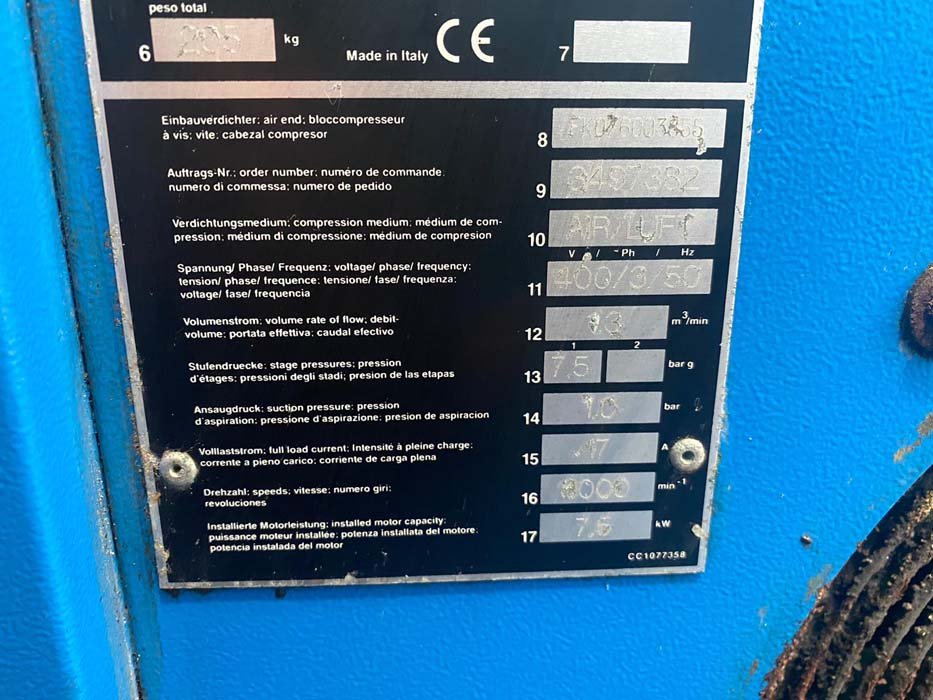 peso total
6 205 kg Made in Italy CE 7
Einbauverdichter; air end; bloccompresseur
à vis; vite; cabezal compresor
8
Auftrags-Nr.; order number; numéro de commande;
numero di commessa; numero de pedido
9 6497382
Verdichtungsmedium; compression medium; médium de com-
pression; médium di compressione; médium de compresion
10 AIR/LUFT
V / ~Ph / Hz
Spannung/ Phase/ Frequenz; voltage/ phase/ frequency;
tension/ phase/ frequence; tensione/ fase/ frequenza;
voltage/ fase/ frequencia
11 400/3/50
Volumenstrom; volume rate of flow; debit-
volume; portata effettiva; caudal efectivo
12 m³/min
1 2
Stufendruecke; stage pressures; pression
d'étages; pressioni degli stadi; presion de las etapas
13 7,5 bar g
Ansaugdruck; suction pressure; pression
d'aspiration; pressione d'aspirazione; presion de aspiracion
14 1,0 bar
Volllaststrom; full load current; Intensité à pleine charge;
corrente a pieno carico; corriente de carga plena
15 17 A
Drehzahl; speeds; vitesse; numero giri;
revoluciones
16 min⁻¹
Installierte Motorleistung; installed motor capacity;
puissance moteur installée; potenza installata del motore;
potencia instalada del motor
17 7,5 kW
CC1077358